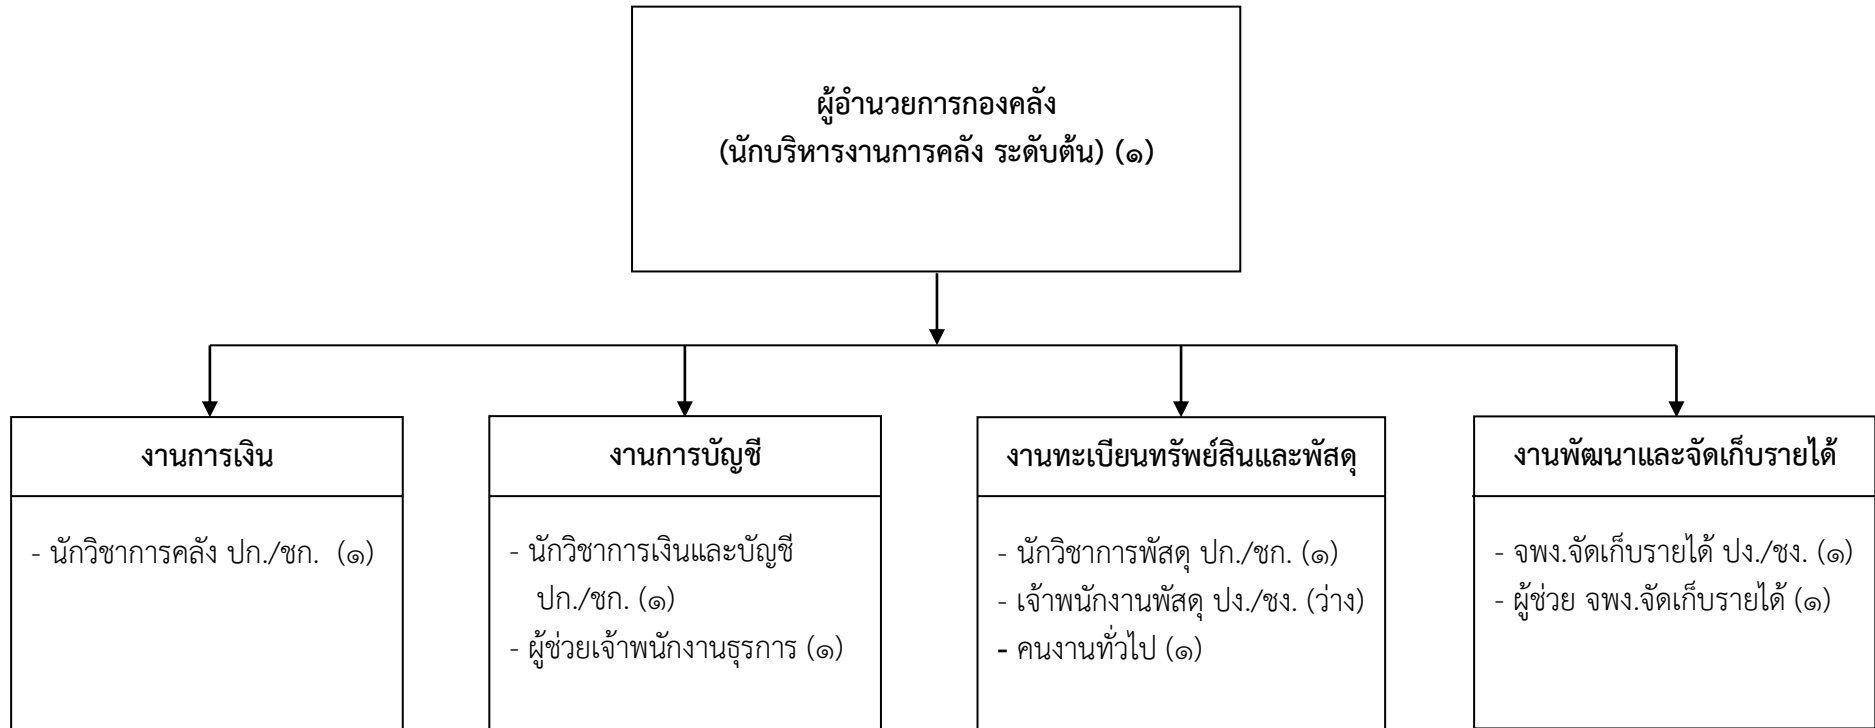 ผู้อำนวยการกองคลัง
(นักบริหารงานการคลัง ระดับต้น) (๑)
งานการเงิน
- นักวิชาการคลัง ปก./ชก. (๑)
งานการบัญชี
- นักวิชาการเงินและบัญชี
ปก./ชก. (๑)
- ผู้ช่วยเจ้าพนักงานธุรการ (๑)
งานทะเบียนทรัพย์สินและพัสดุ
- นักวิชาการพัสดุ ปก./ชก. (๑)
- เจ้าพนักงานพัสดุ ปง./ชง. (ว่าง)
- คนงานทั่วไป (๑)
งานพัฒนาและจัดเก็บรายได้
- จพง.จัดเก็บรายได้ ปง./ชง. (๑)
- ผู้ช่วย จพง.จัดเก็บรายได้ (๑)